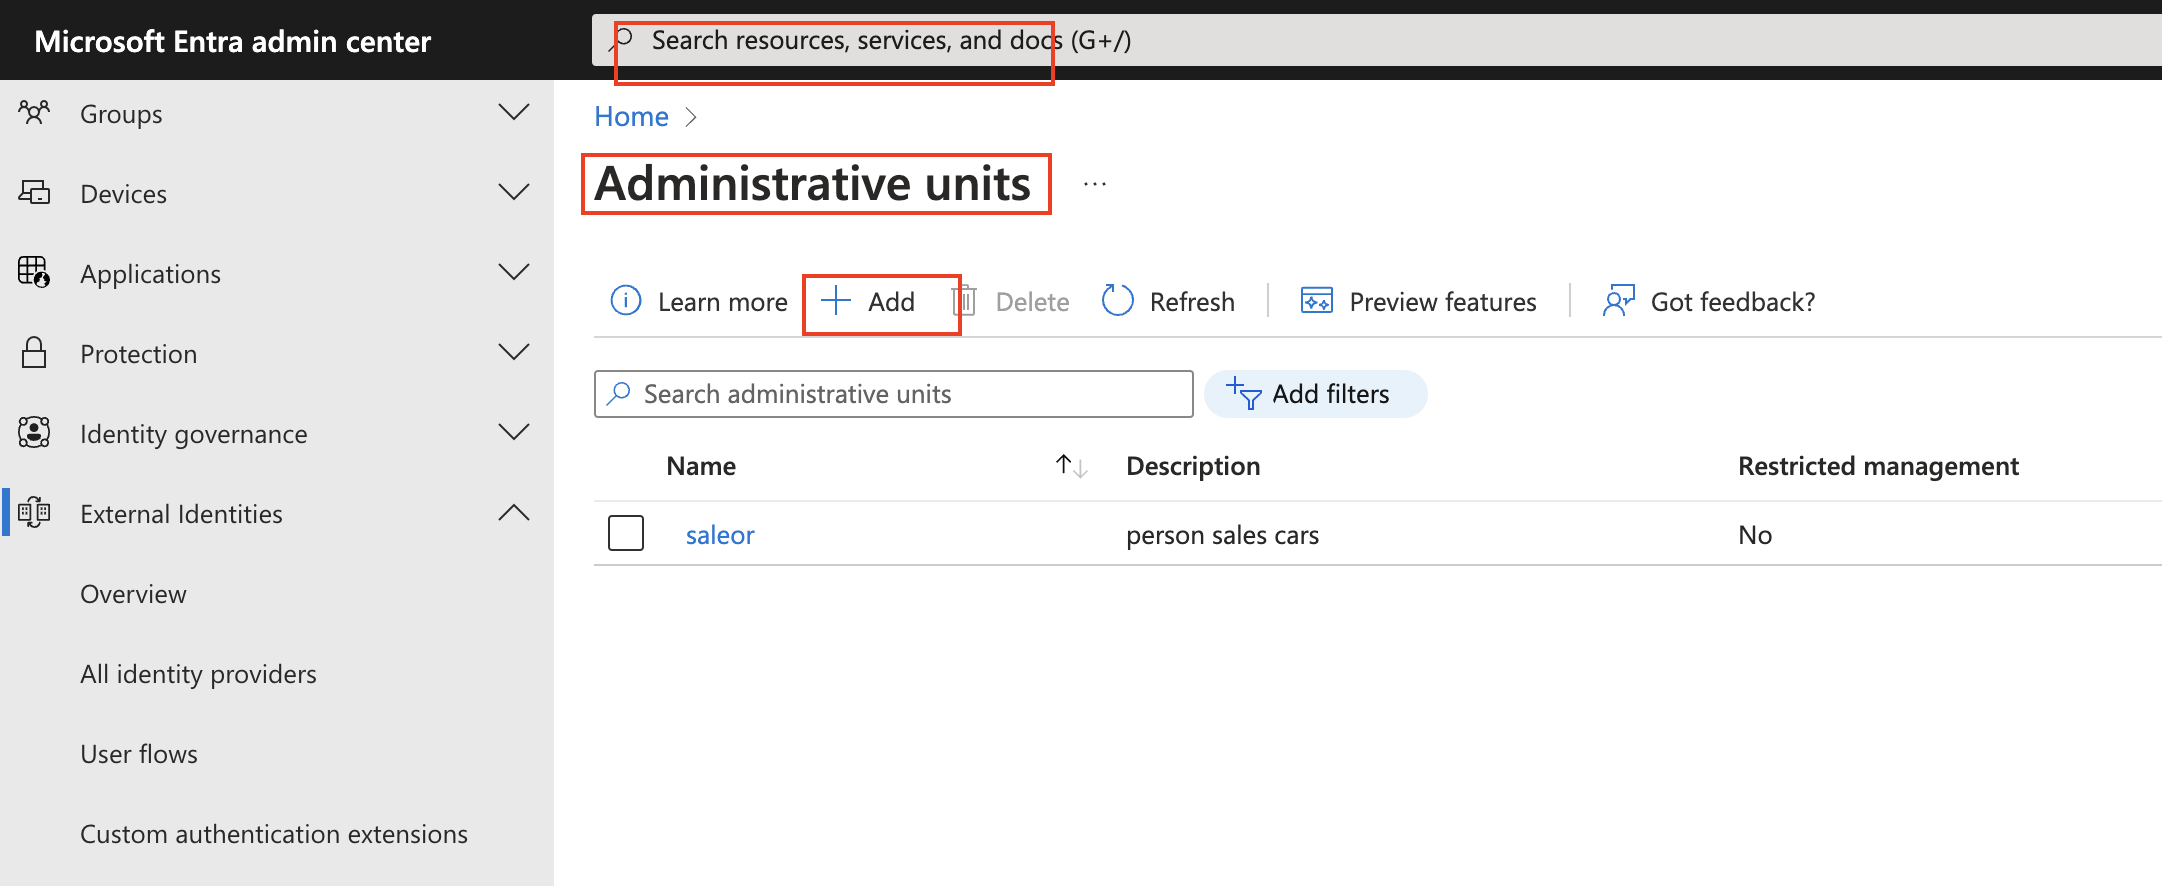 Microsoft Entra admin center
Search resources, services, and docs (G+/)
Groups
Devices
Applications
Protection
Identity governance
External Identities
Overview
All identity providers
User flows
Custom authentication extensions
Home
Administrative units
Learn more Add Delete Refresh Preview features Got feedback?
Search administrative units Add filters
Name Description Restricted management
saleor person sales cars No